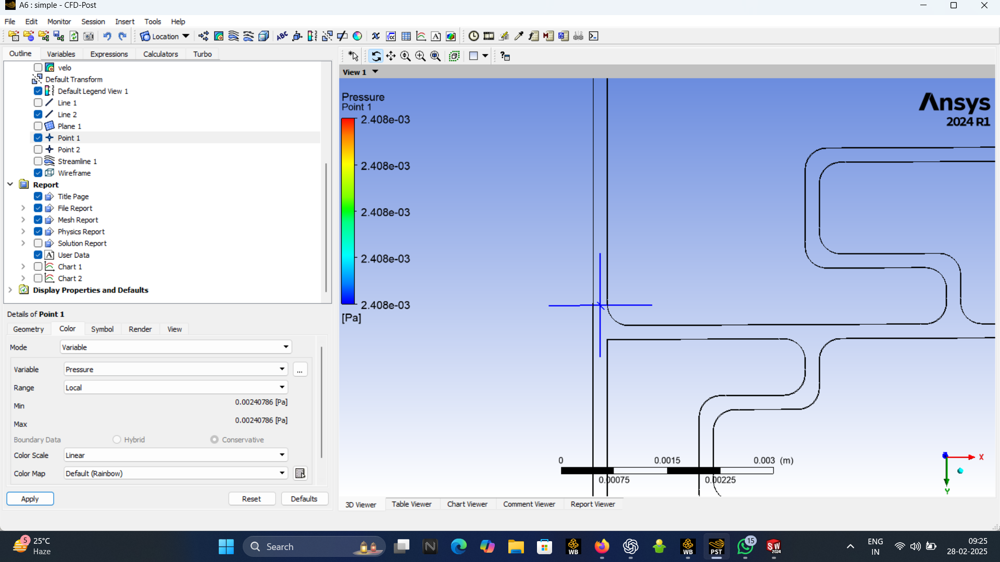 A6 : simple - CFD-Post
File Edit Monitor Session Insert Tools Help
Location
Outline Variables Expressions Calculators Turbo
velo
Default Transform
Default Legend View 1
Line 1
Line 2
Plane 1
Point 1
Point 2
Streamline 1
Wireframe
Report
Title Page
File Report
Mesh Report
Physics Report
Solution Report
User Data
Chart 1
Chart 2
Display Properties and Defaults
Details of Point 1
Geometry Color Symbol Render View
Mode Variable
Variable Pressure ...
Range Local
Min 0.00240786 [Pa]
Max 0.00240786 [Pa]
Boundary Data Hybrid Conservative
Color Scale Linear
Color Map Default (Rainbow)
Apply Reset Defaults
View 1
Pressure
Point 1
2.408e-03
2.408e-03
2.408e-03
2.408e-03
2.408e-03
[Pa]
Ansys
2024 R1
0 0.0015 0.003 (m)
0.00075 0.00225
X
Y
3D Viewer Table Viewer Chart Viewer Comment Viewer Report Viewer
5
25°C
Haze
Search
WB
WB
PST
15
SW
2024
ENG
IN
09:25
28-02-2025